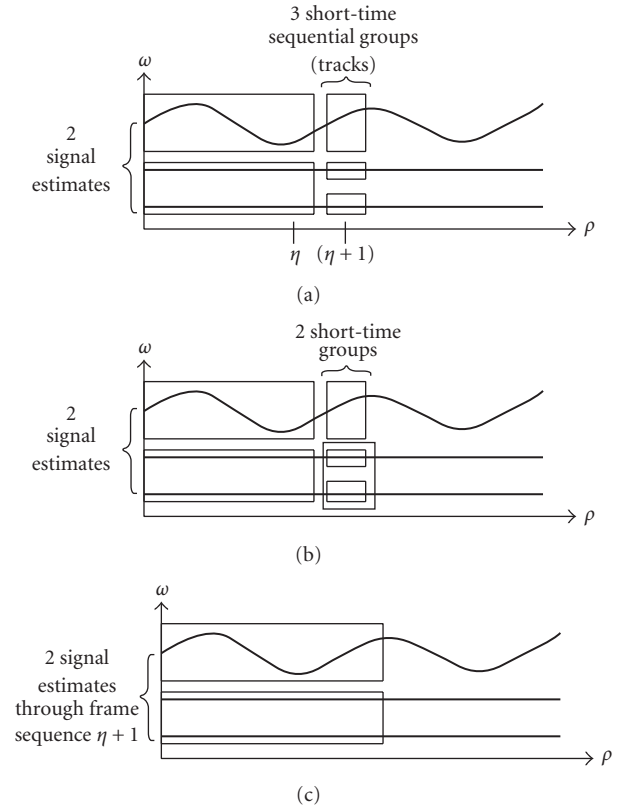 3 short-time
sequential groups
(tracks)
ω
2
signal
estimates
ρ
η
(η + 1)
(a)
2 short-time
groups
ω
2
signal
estimates
ρ
(b)
ω
2 signal
estimates
through frame
sequence η + 1
ρ
(c)